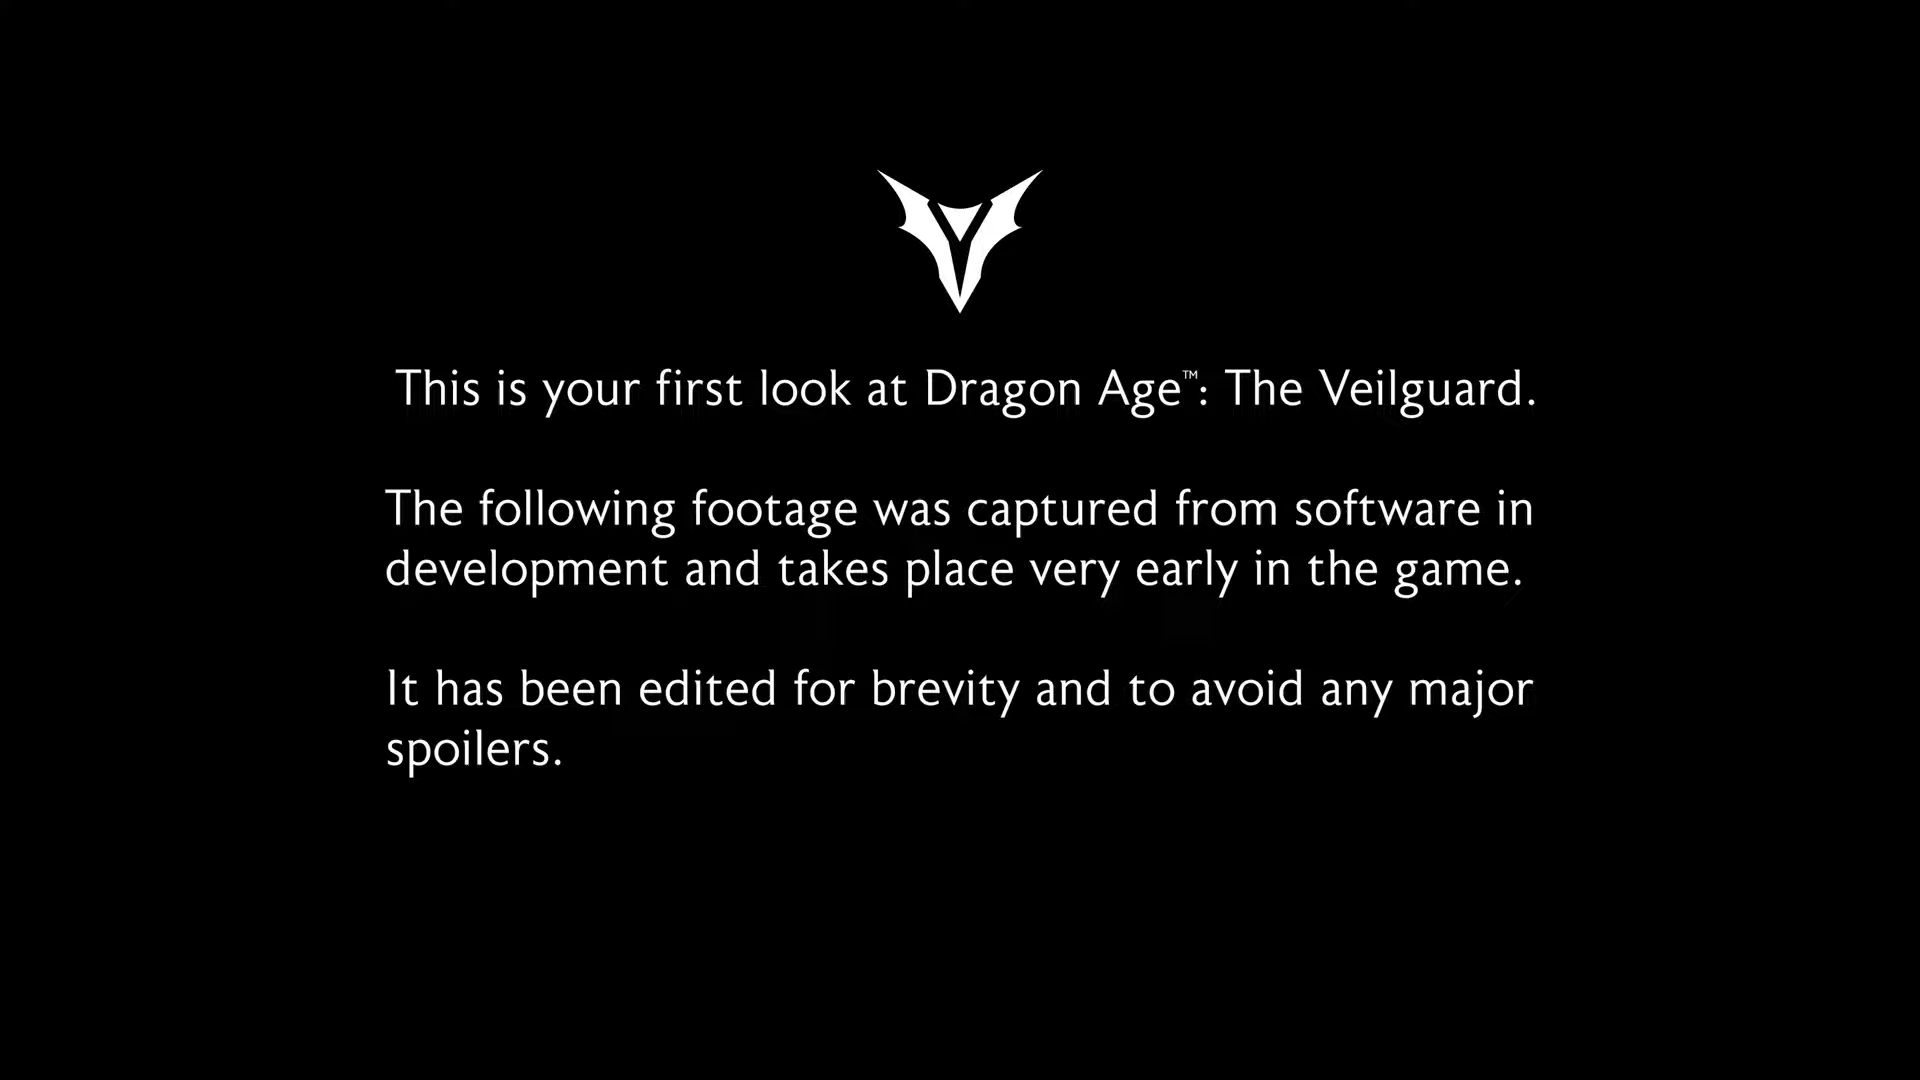 This is your first look at Dragon Age™: The Veilguard.
The following footage was captured from software in
development and takes place very early in the game.
It has been edited for brevity and to avoid any major
spoilers.